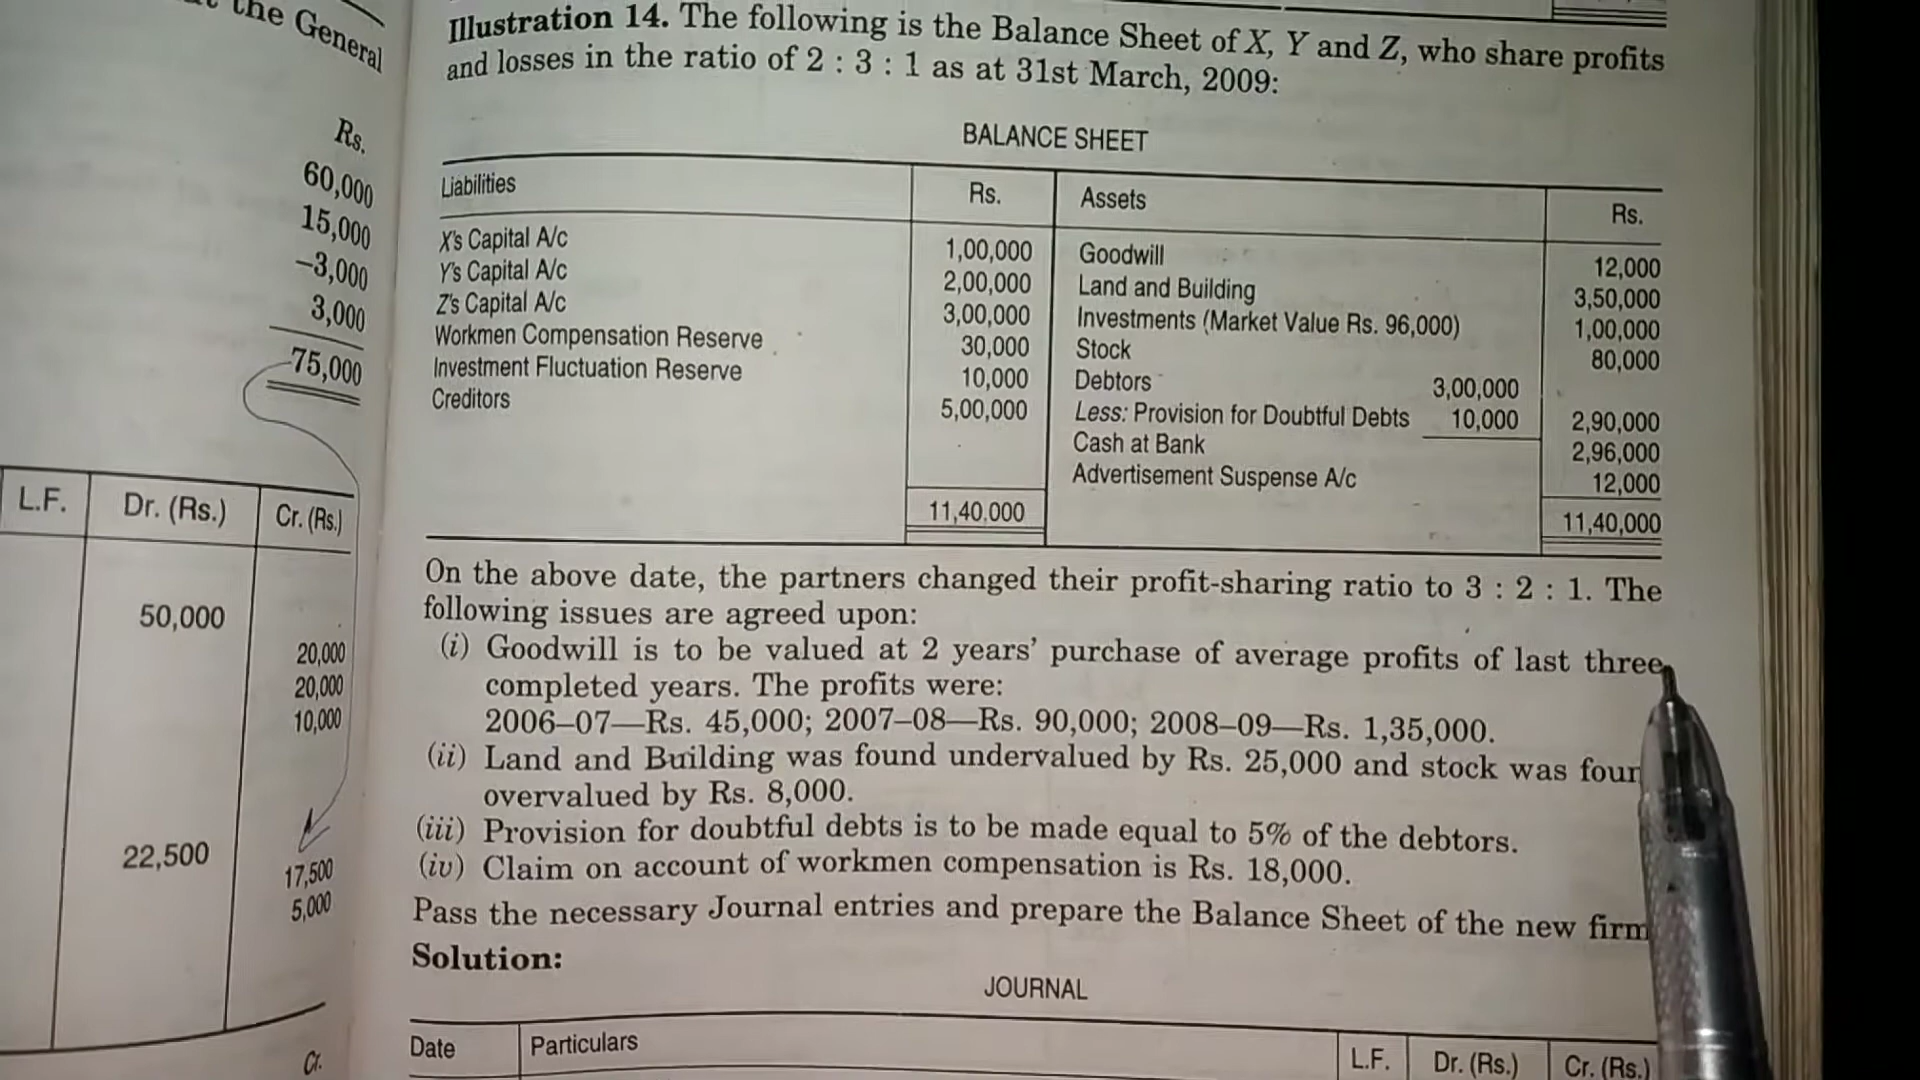 the General
Rs.
60,000
15,000
–3,000
3,000
75,000
L.F. Dr. (Rs.) Cr. (Rs.)
50,000
20,000
20,000
10,000
22,500
17,500
5,000
Cr.
Illustration 14. The following is the Balance Sheet of X, Y and Z, who share profits
and losses in the ratio of 2 : 3 : 1 as at 31st March, 2009:
BALANCE SHEET
Liabilities Rs. Assets Rs.
X's Capital A/c 1,00,000 Goodwill 12,000
Y's Capital A/c 2,00,000 Land and Building 3,50,000
Z's Capital A/c 3,00,000 Investments (Market Value Rs. 96,000) 1,00,000
Workmen Compensation Reserve 30,000 Stock 80,000
Investment Fluctuation Reserve 10,000 Debtors 3,00,000
Creditors 5,00,000 Less: Provision for Doubtful Debts 10,000 2,90,000
Cash at Bank 2,96,000
Advertisement Suspense A/c 12,000
11,40,000 11,40,000
On the above date, the partners changed their profit-sharing ratio to 3 : 2 : 1. The
following issues are agreed upon:
(i) Goodwill is to be valued at 2 years' purchase of average profits of last three
completed years. The profits were:
2006–07—Rs. 45,000; 2007–08—Rs. 90,000; 2008–09—Rs. 1,35,000.
(ii) Land and Building was found undervalued by Rs. 25,000 and stock was
overvalued by Rs. 8,000.
(iii) Provision for doubtful debts is to be made equal to 5% of the debtors.
(iv) Claim on account of workmen compensation is Rs. 18,000.
Pass the necessary Journal entries and prepare the Balance Sheet of the new firm
Solution:
JOURNAL
Date Particulars L.F. Dr. (Rs.) Cr. (Rs.)